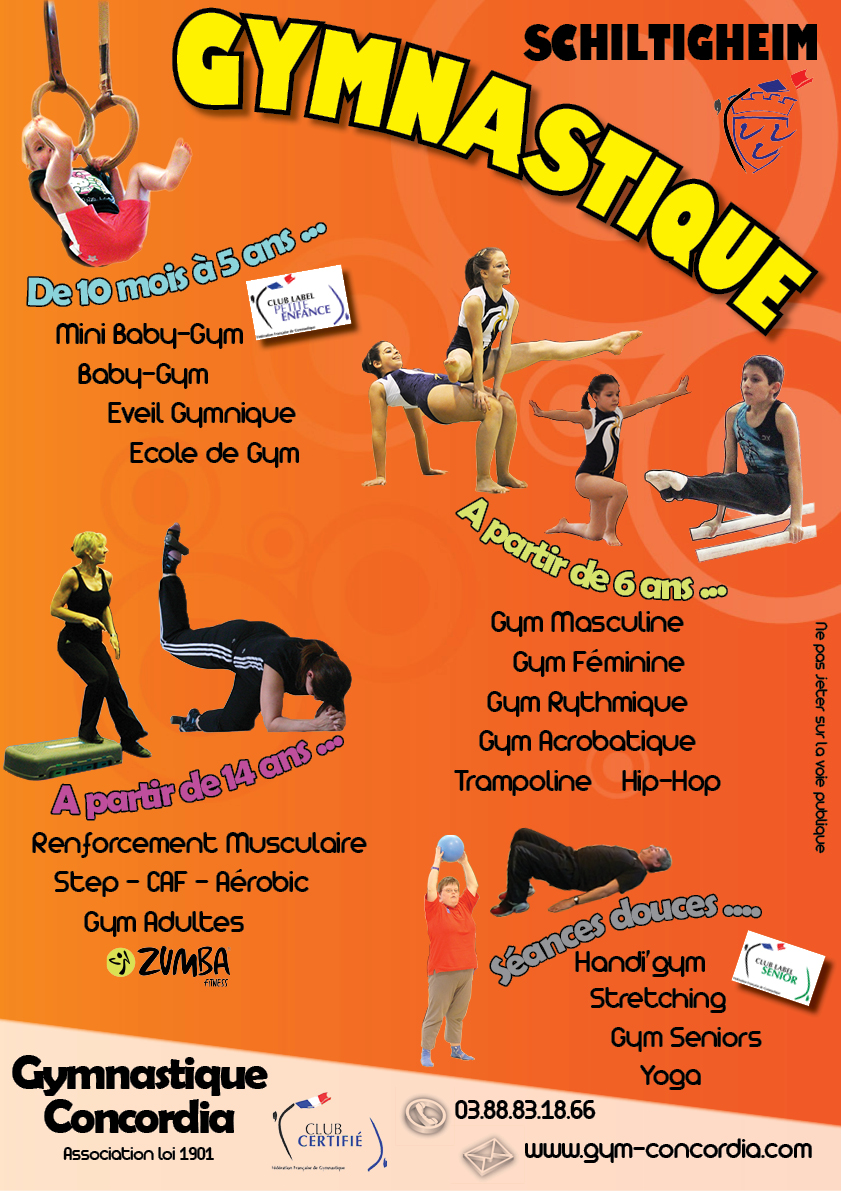 SCHILTIGHEIM
GYMNASTIQUE
De 10 mois à 5 ans ...
CLUB LABEL
PETITE
ENFANCE
Fédération Française de Gymnastique
Mini Baby-Gym
Baby-Gym
Eveil Gymnique
Ecole de Gym
A partir de 6 ans ...
Gym Masculine
Gym Féminine
Gym Rythmique
Gym Acrobatique
Trampoline Hip-Hop
Ne pas jeter sur la voie publique
A partir de 14 ans ...
Renforcement Musculaire
Step - CAF - Aérobic
Gym Adultes
ZUMBA
FITNESS
Séances douces ....
Handi'gym
Stretching
Gym Seniors
Yoga
CLUB LABEL
SENIOR
Fédération Française de Gymnastique
Gymnastique
Concordia
Association loi 1901
CLUB
CERTIFIÉ
Fédération Française de Gymnastique
03.88.83.18.66
www.gym-concordia.com